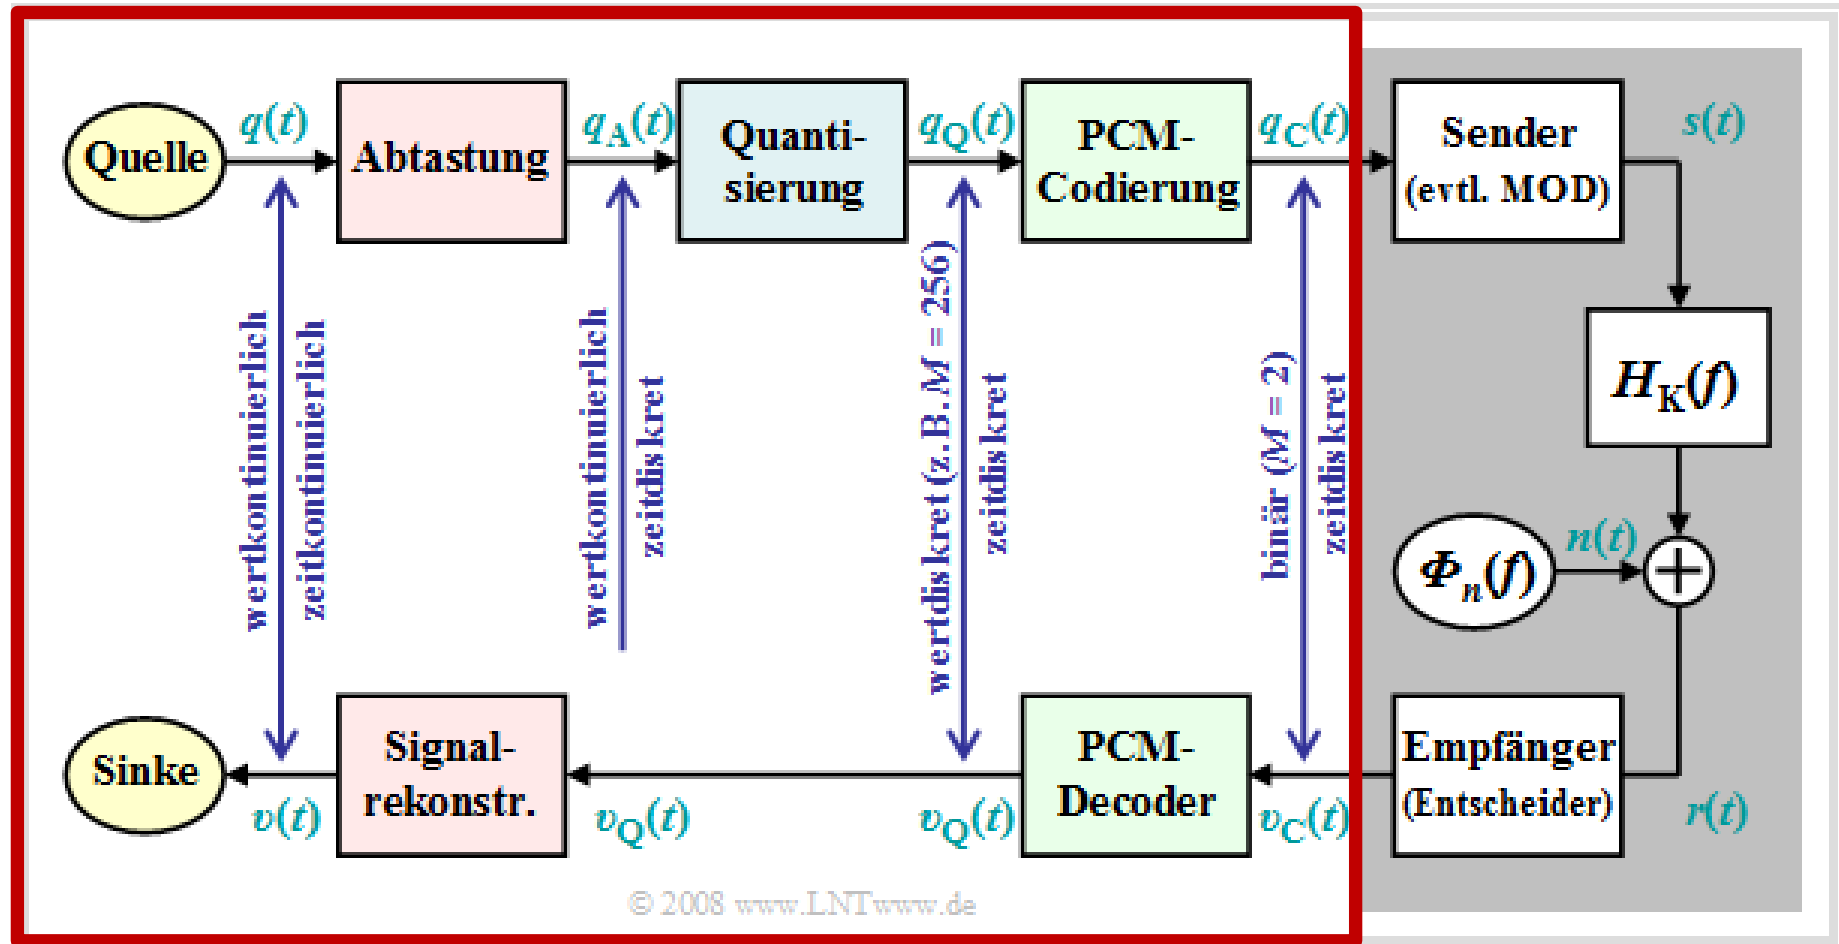 Quelle
q(t)
Abtastung
qA(t)
Quanti-
sierung
qQ(t)
PCM-
Codierung
qC(t)
Sender
(evtl. MOD)
s(t)
wertkontinuierlich
zeitkontinuierlich
wertkontinuierlich
zeitdiskret
wertdiskret (z.B. M = 256)
zeitdiskret
binär (M = 2)
zeitdiskret
HK(f)
Φn(f)
n(t)
+
Sinke
v(t)
Signal-
rekonstr.
vQ(t)
vQ(t)
PCM-
Decoder
vC(t)
Empfänger
(Entscheider)
r(t)
© 2008 www.LNTwww.de